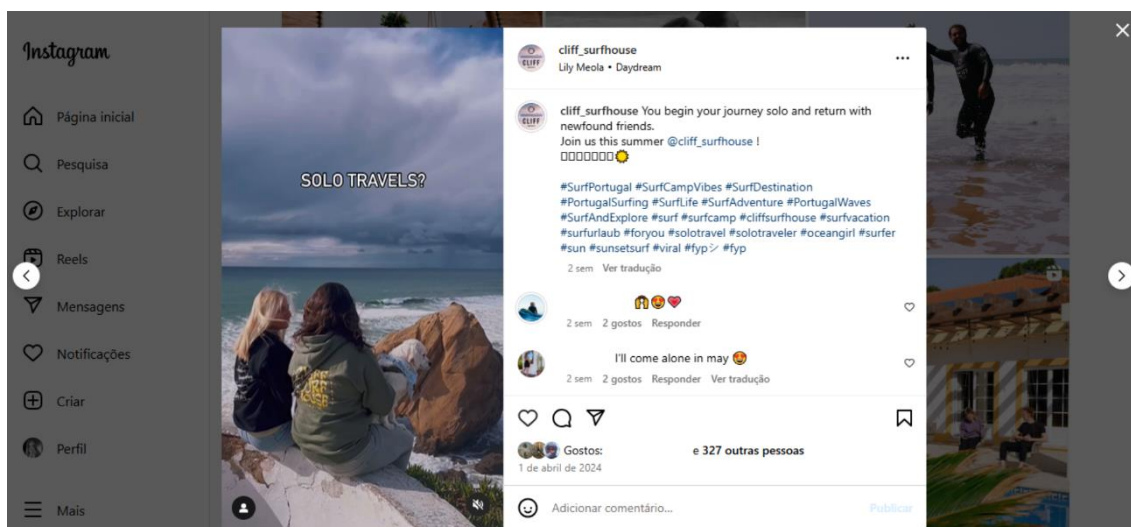 Instagram
Página inicial
Pesquisa
Explorar
Reels
Mensagens
Notificações
Criar
Perfil
Mais
SOLO TRAVELS?
cliff_surfhouse
Lily Meola • Daydream
cliff_surfhouse You begin your journey solo and return with
newfound friends.
Join us this summer @cliff_surfhouse !
#SurfPortugal #SurfCampVibes #SurfDestination
#PortugalSurfing #SurfLife #SurfAdventure #PortugalWaves
#SurfAndExplore #surf #surfcamp #cliffsurfhouse #surfvacation
#surfurlaub #foryou #solotravel #solotraveler #oceangirl #surfer
#sun #sunsetsurf #viral #fypシ #fyp
2 sem Ver tradução
2 sem 2 gostos Responder
I'll come alone in may
2 sem 2 gostos Responder Ver tradução
Gostos: e 327 outras pessoas
1 de abril de 2024
Adicionar comentário...
Publicar